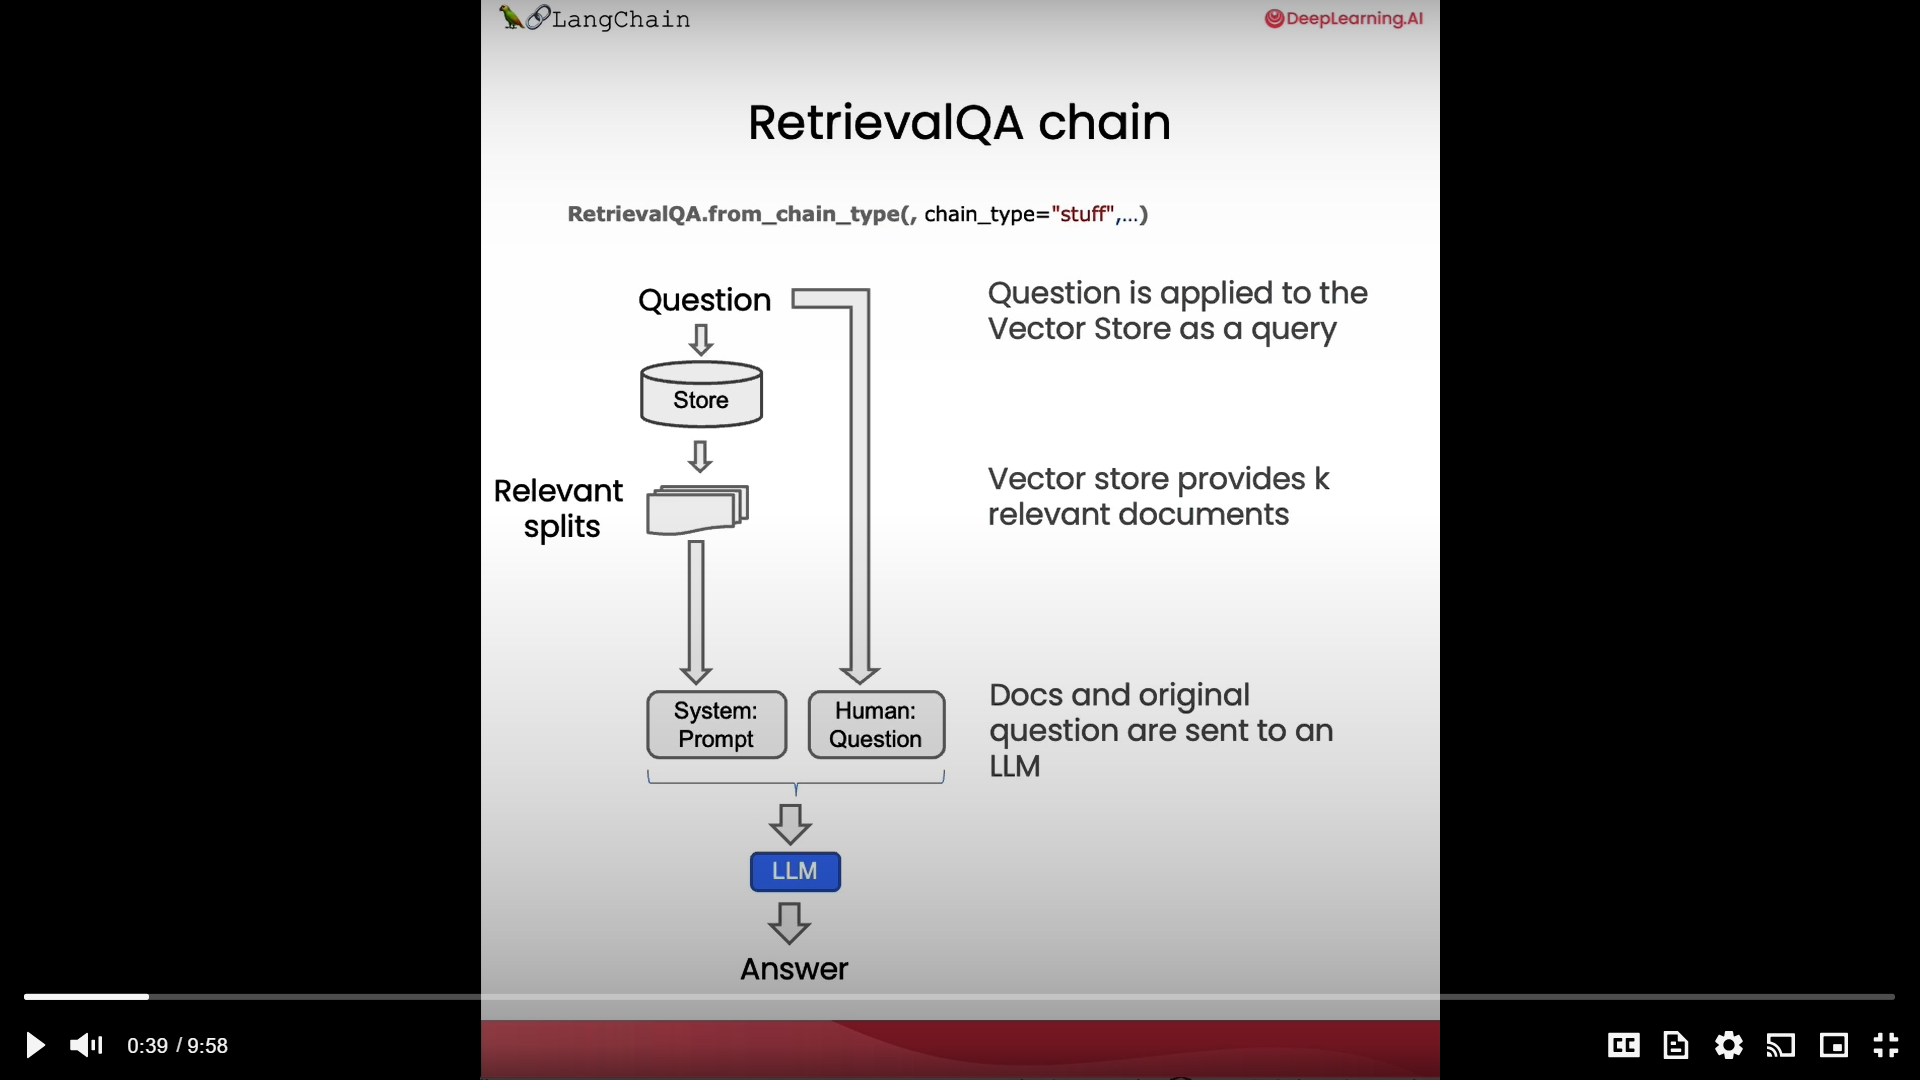 LangChain
DeepLearning.AI
RetrievalQA chain
RetrievalQA.from_chain_type(, chain_type="stuff",...)
Question
Question is applied to the
Vector Store as a query
Store
Relevant
splits
Vector store provides k
relevant documents
System:
Prompt
Human:
Question
Docs and original
question are sent to an
LLM
LLM
Answer
0:39 / 9:58
CC